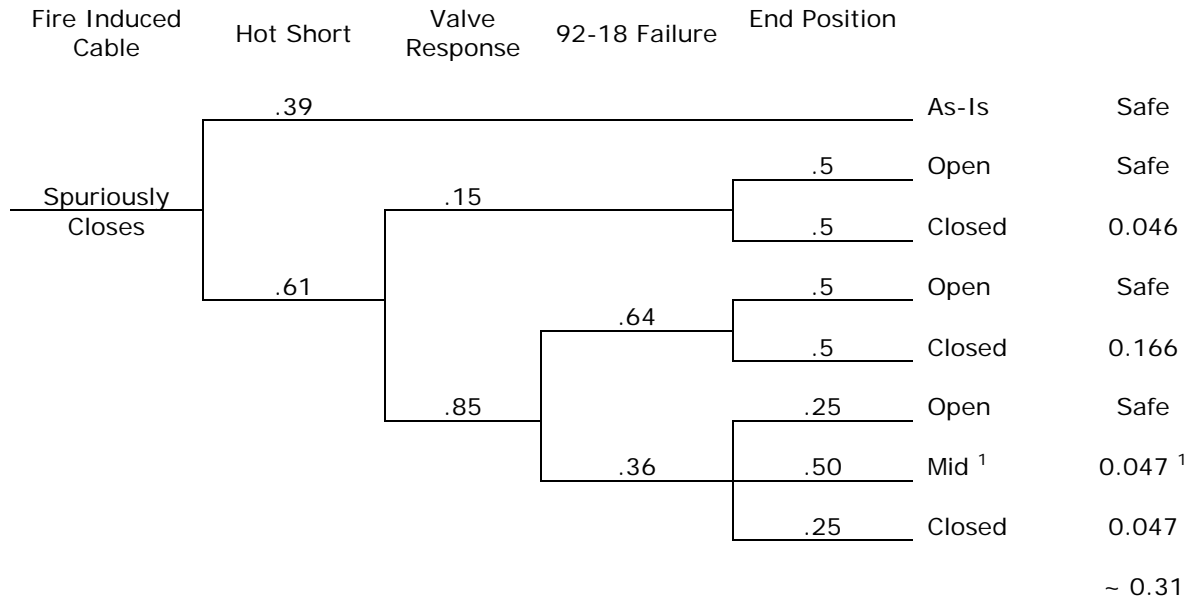 Fire Induced Cable Hot Short Valve Response 92-18 Failure End Position
.39 As-Is Safe
.5 Open Safe
Spuriously Closes .15
.5 Closed 0.046
.61 .5 Open Safe
.64
.5 Closed 0.166
.85 .25 Open Safe
.36 .50 Mid ¹ 0.047 ¹
.25 Closed 0.047
~ 0.31